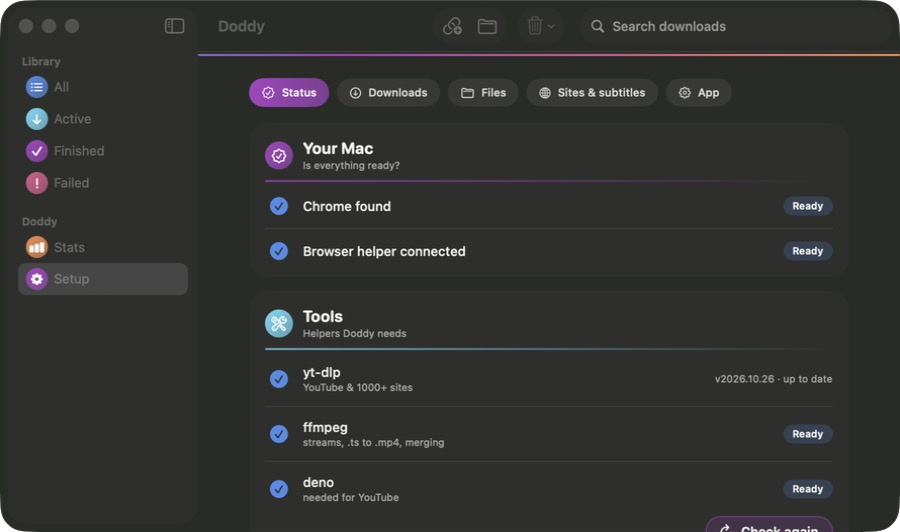 Doddy
Search downloads
Library
All
Active
Finished
Failed
Doddy
Stats
Setup
Status
Downloads
Files
Sites & subtitles
App
Your Mac
Is everything ready?
Chrome found
Ready
Browser helper connected
Ready
Tools
Helpers Doddy needs
yt-dlp
YouTube & 1000+ sites
v2026.10.26 · up to date
ffmpeg
streams, .ts to .mp4, merging
Ready
deno
needed for YouTube
Ready
Check again